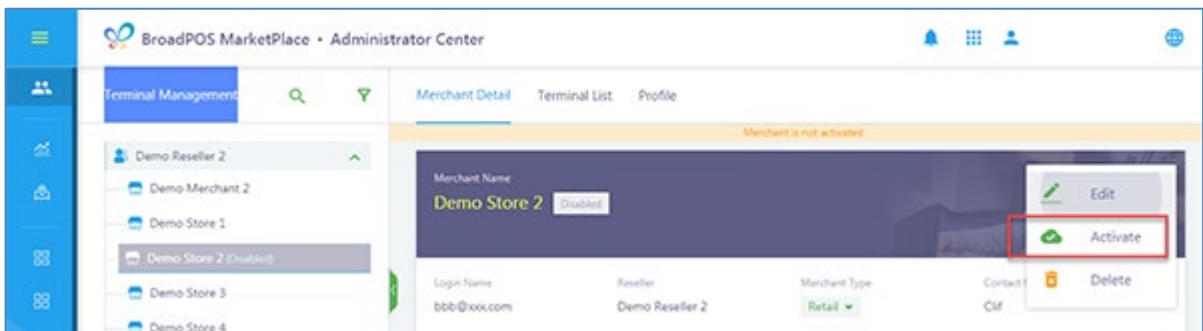 BroadPOS MarketPlace • Administrator Center
Terminal Management
Merchant Detail Terminal List Profile
Merchant is not activated
Demo Reseller 2
Demo Merchant 2
Demo Store 1
Demo Store 2 (Disabled)
Demo Store 3
Demo Store 4
Merchant Name
Demo Store 2 Disabled
Edit
Activate
Delete
Login Name Reseller Merchant Type Contact
bbb@xxx.com Demo Reseller 2 Retail Clif